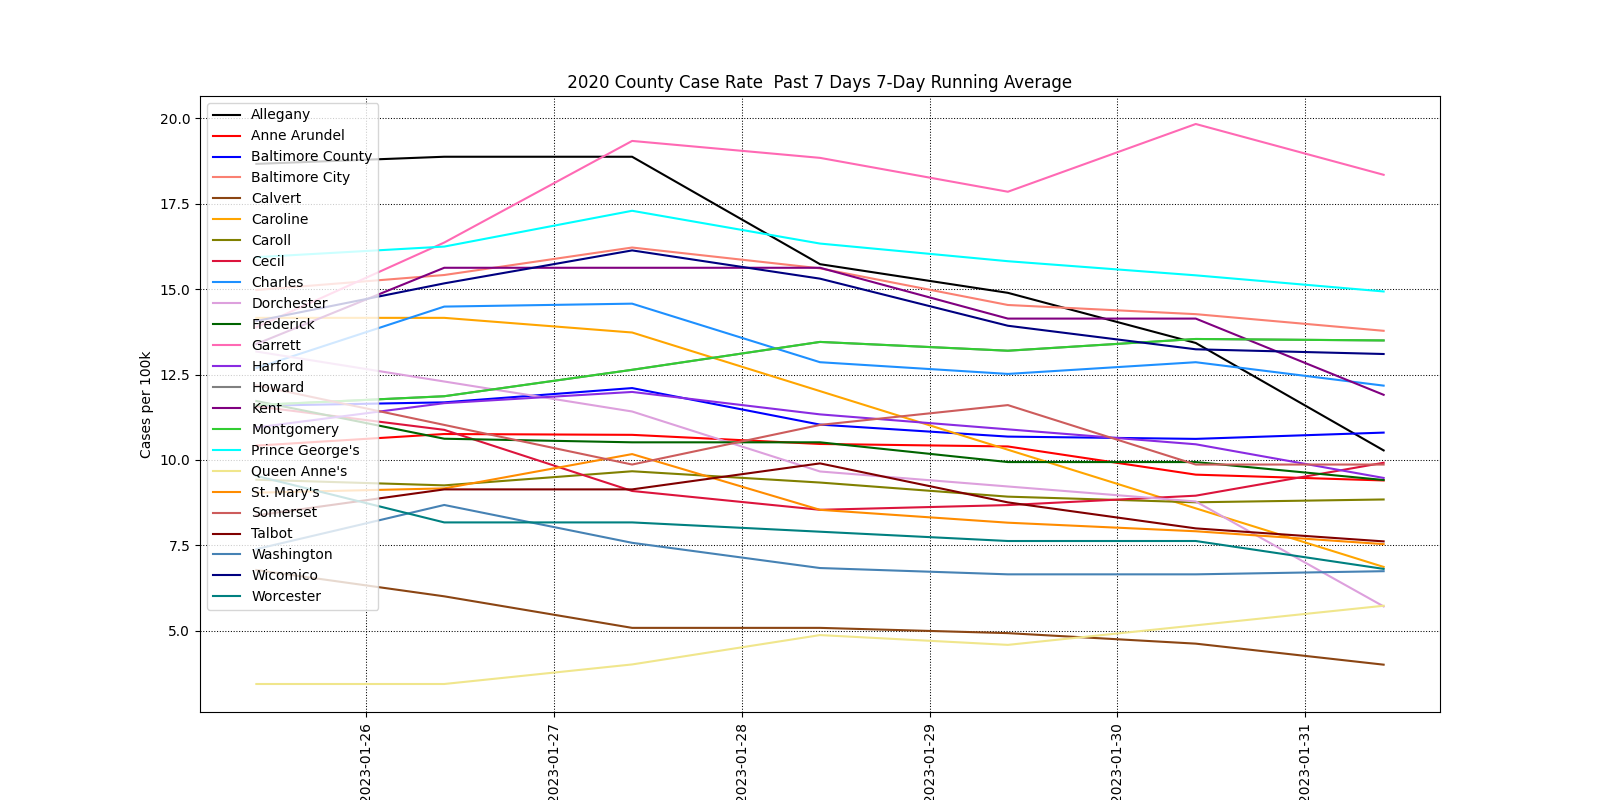 2020 County Case Rate  Past 7 Days 7-Day Running Average
Cases per 100k
20.0
17.5
15.0
12.5
10.0
7.5
5.0
Allegany
Anne Arundel
Baltimore County
Baltimore City
Calvert
Caroline
Caroll
Cecil
Charles
Dorchester
Frederick
Garrett
Harford
Howard
Kent
Montgomery
Prince George's
Queen Anne's
St. Mary's
Somerset
Talbot
Washington
Wicomico
Worcester
2023-01-26
2023-01-27
2023-01-28
2023-01-29
2023-01-30
2023-01-31